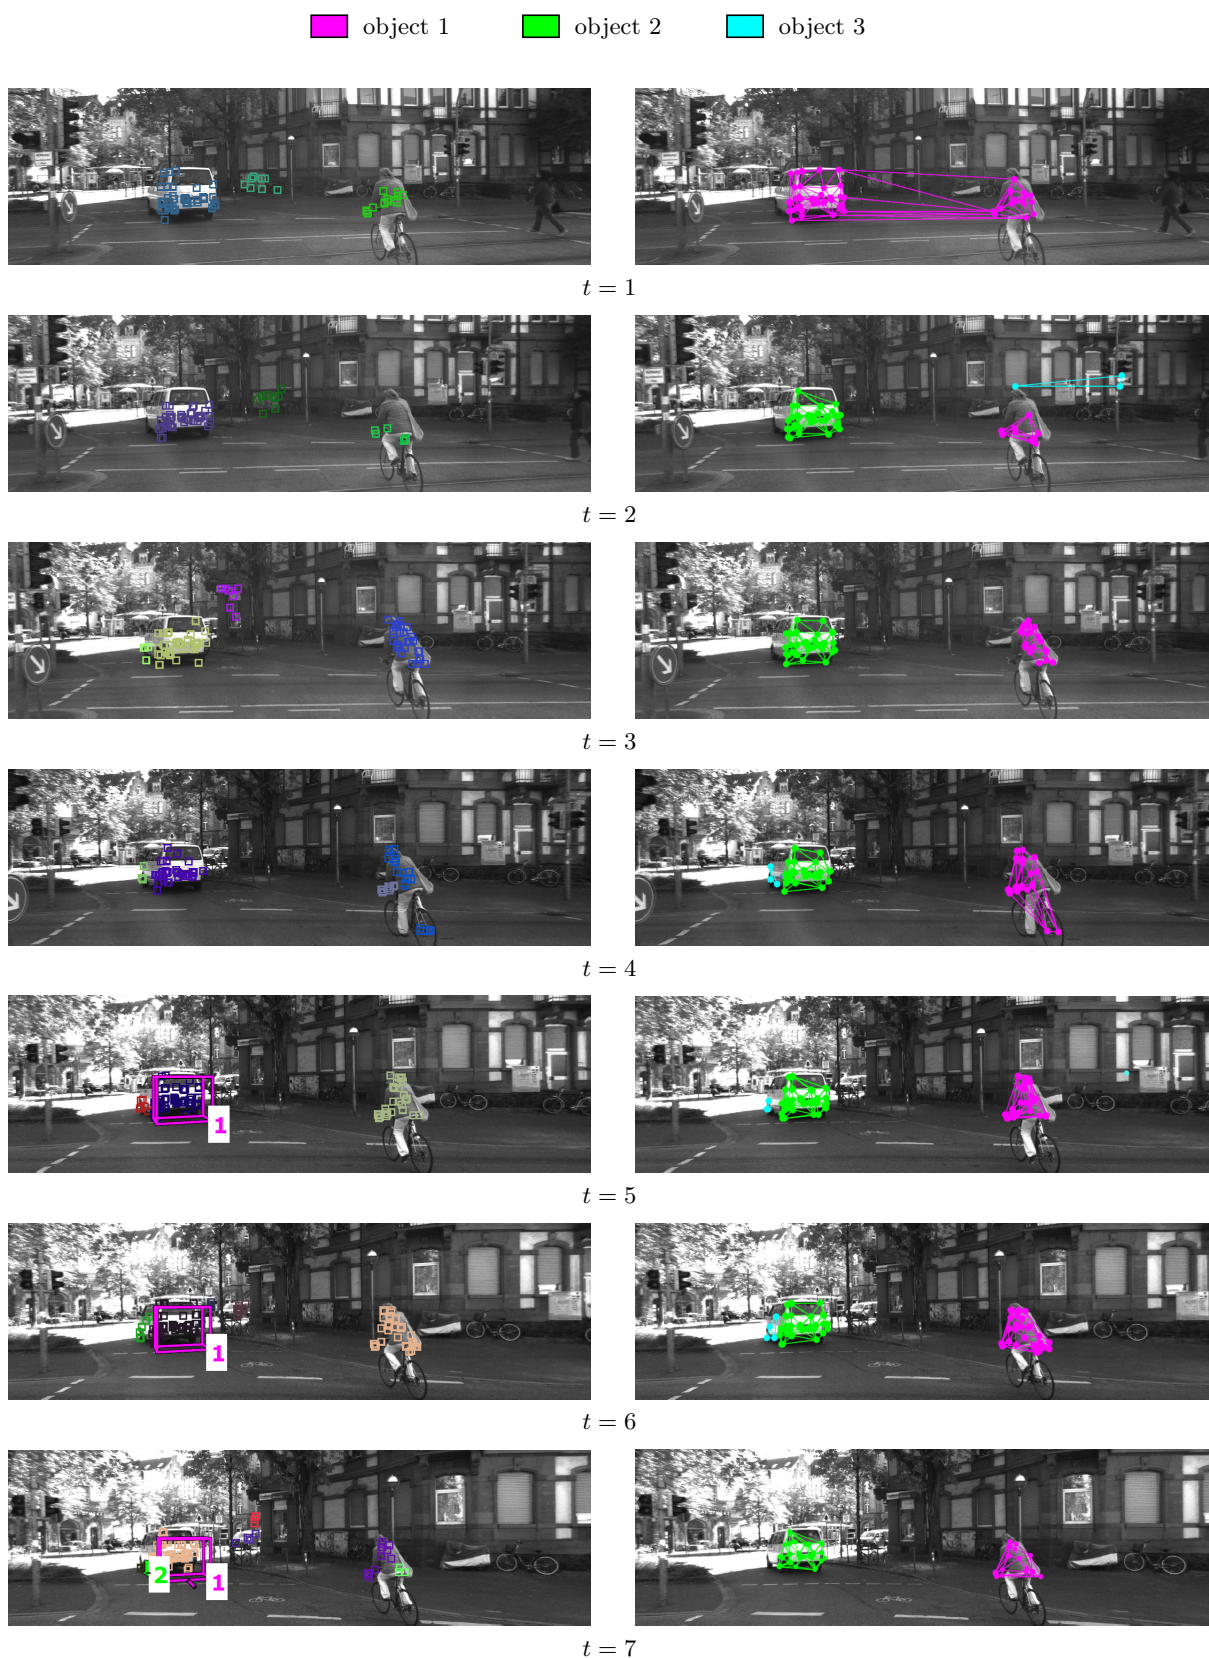 object 1
object 2
object 3
t = 1
t = 2
t = 3
t = 4
1
t = 5
1
t = 6
2
1
t = 7